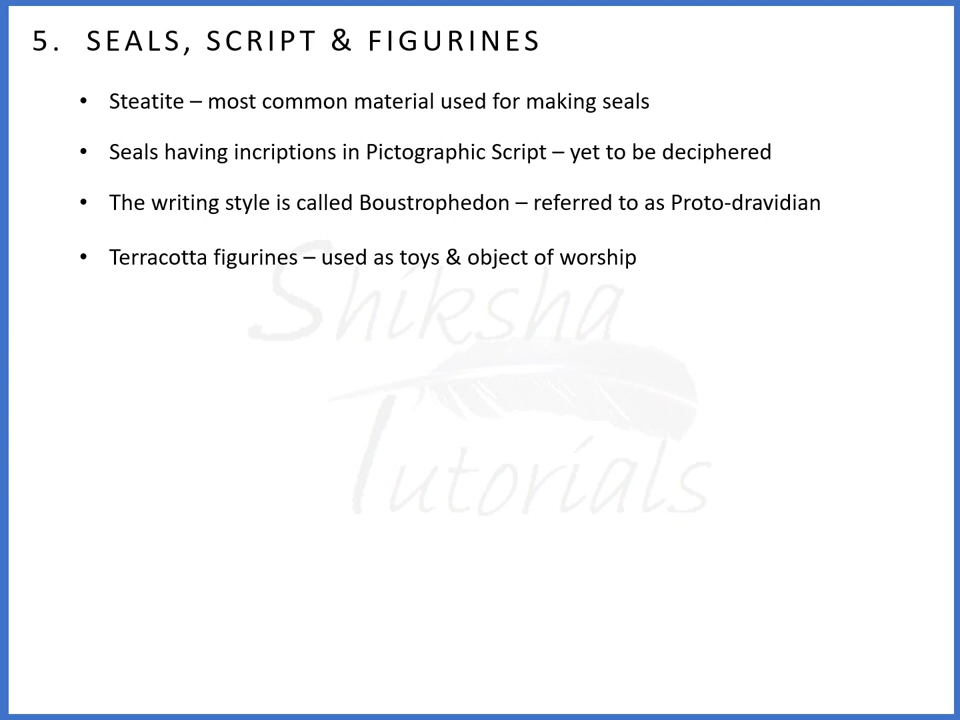 5. SEALS, SCRIPT & FIGURINES
• Steatite – most common material used for making seals
• Seals having incriptions in Pictographic Script – yet to be deciphered
• The writing style is called Boustrophedon – referred to as Proto-dravidian
• Terracotta figurines – used as toys & object of worship
Shiksha
Tutorials